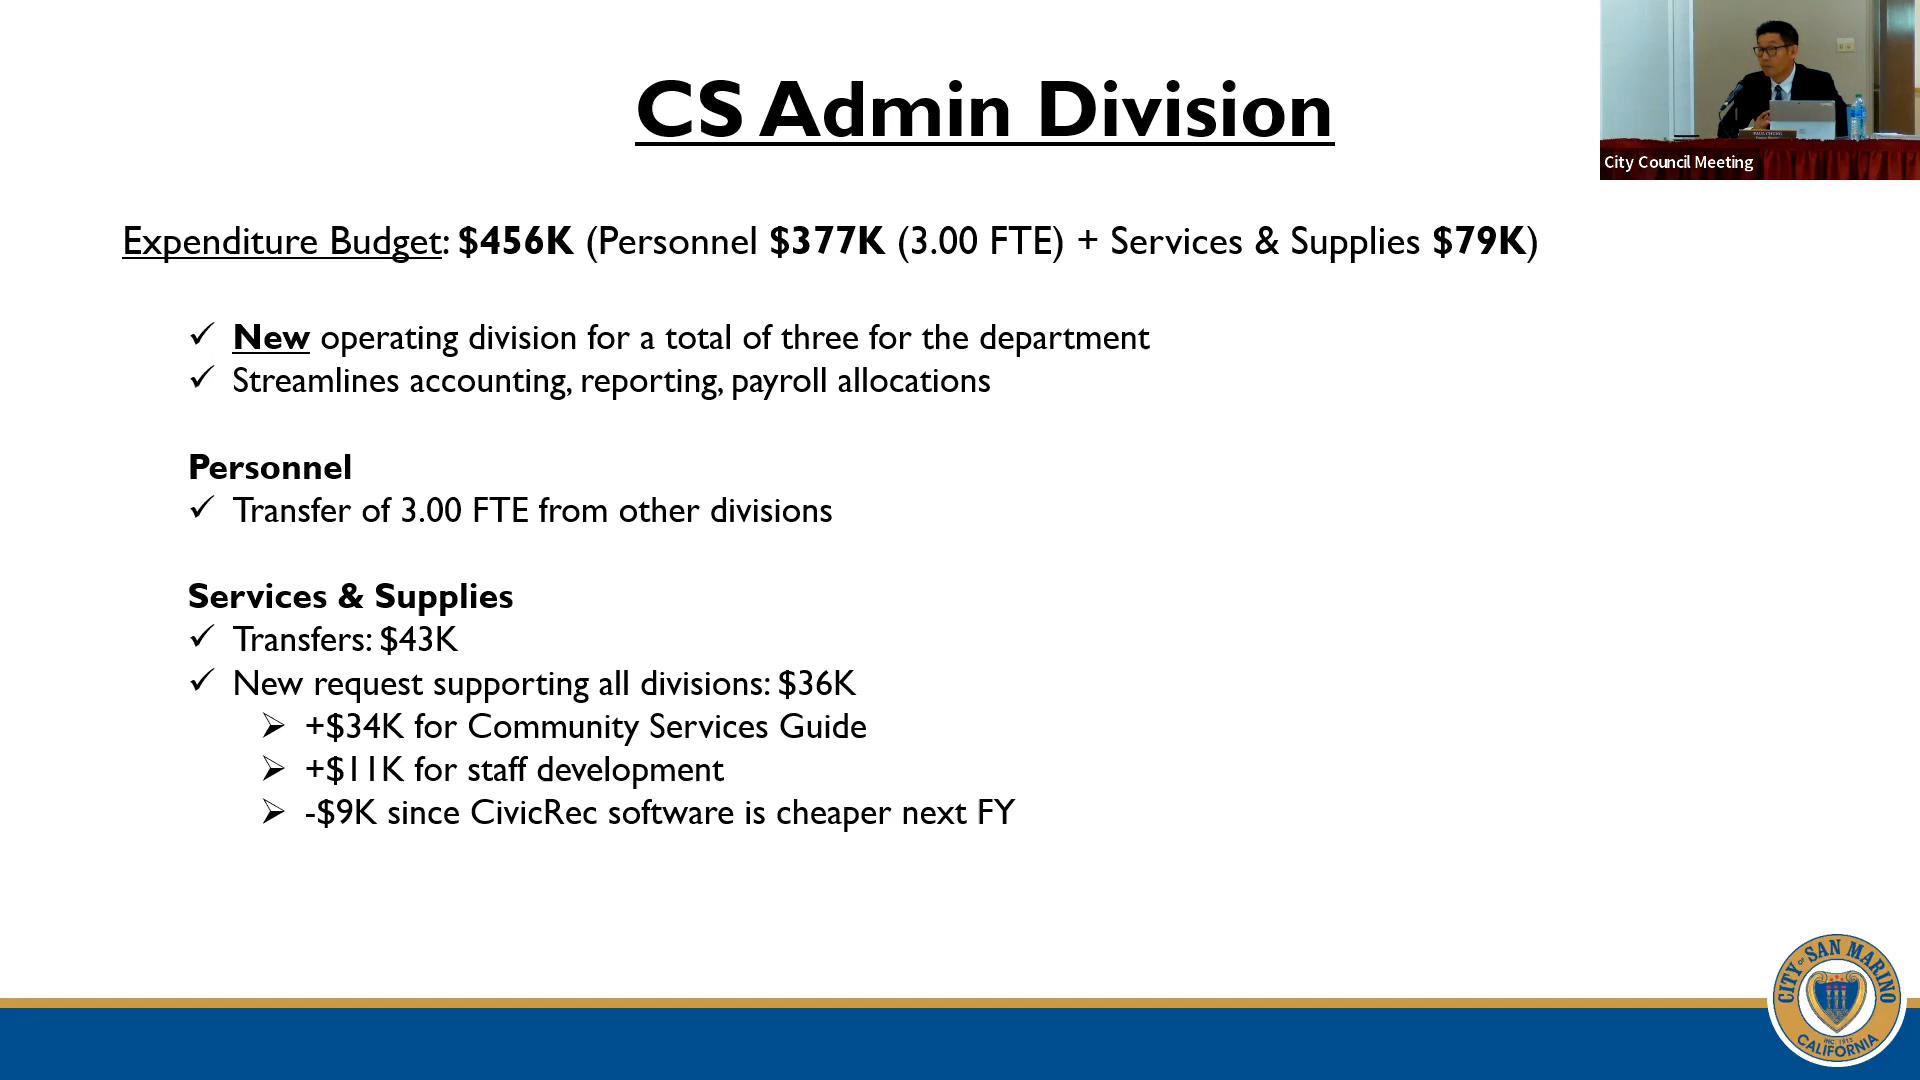 CS Admin Division
City Council Meeting
Expenditure Budget: $456K (Personnel $377K (3.00 FTE) + Services & Supplies $79K)
✓ New operating division for a total of three for the department
✓ Streamlines accounting, reporting, payroll allocations
Personnel
✓ Transfer of 3.00 FTE from other divisions
Services & Supplies
✓ Transfers: $43K
✓ New request supporting all divisions: $36K
➢ +$34K for Community Services Guide
➢ +$11K for staff development
➢ -$9K since CivicRec software is cheaper next FY
CITY OF SAN MARINO
INC. 1913
CALIFORNIA